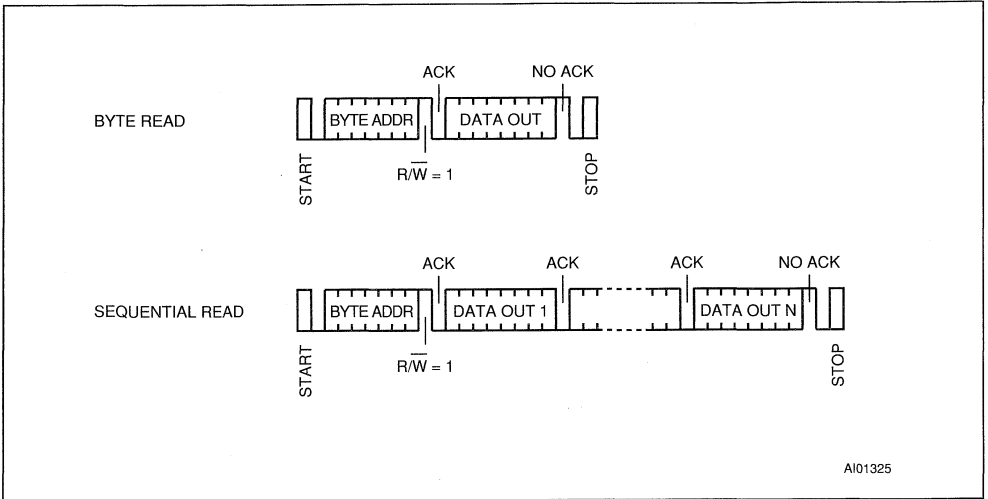 ACK NO ACK
BYTE READ BYTE ADDR DATA OUT
START R/W̅ = 1 STOP
ACK ACK ACK NO ACK
SEQUENTIAL READ BYTE ADDR DATA OUT 1 DATA OUT N
START R/W̅ = 1 STOP
AI01325